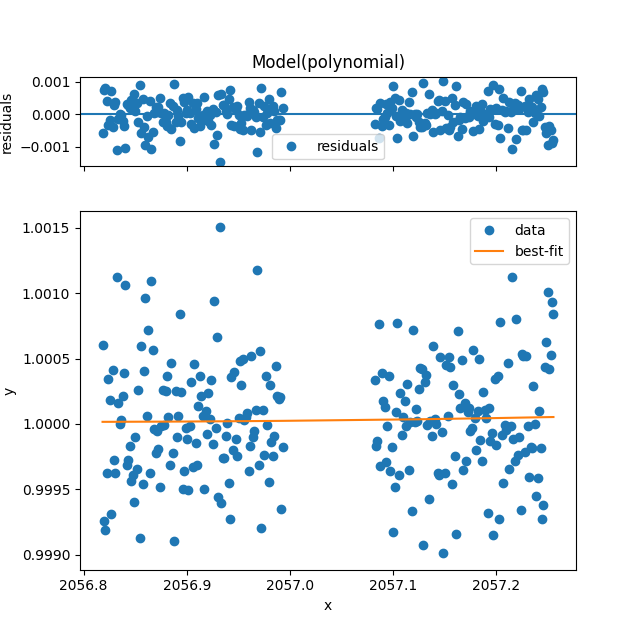 Model(polynomial)
residuals
0.001
0.000
−0.001
residuals
y
1.0015
1.0010
1.0005
1.0000
0.9995
0.9990
data
best-fit
2056.8 2056.9 2057.0 2057.1 2057.2
x